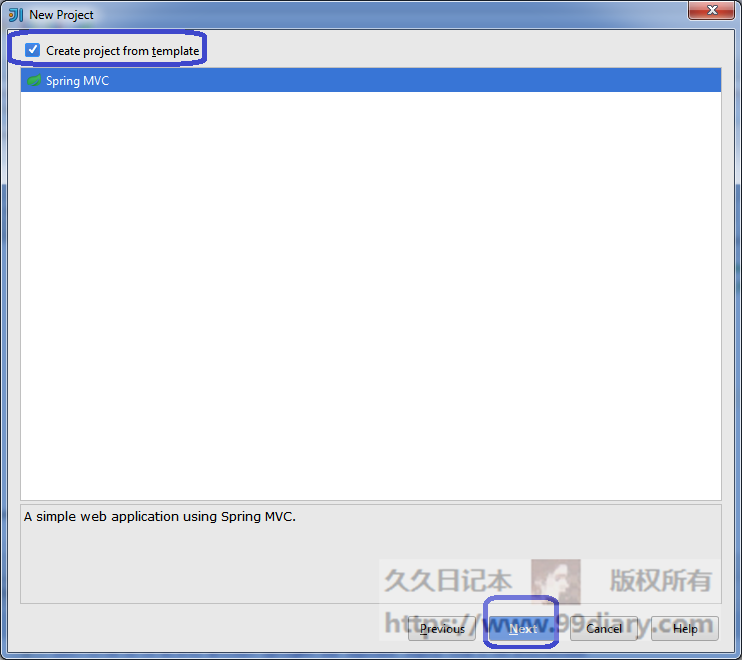 New Project
Create project from template
Spring MVC
A simple web application using Spring MVC.
久久日记本 版权所有
https://www.99diary.com
Previous Next Cancel Help